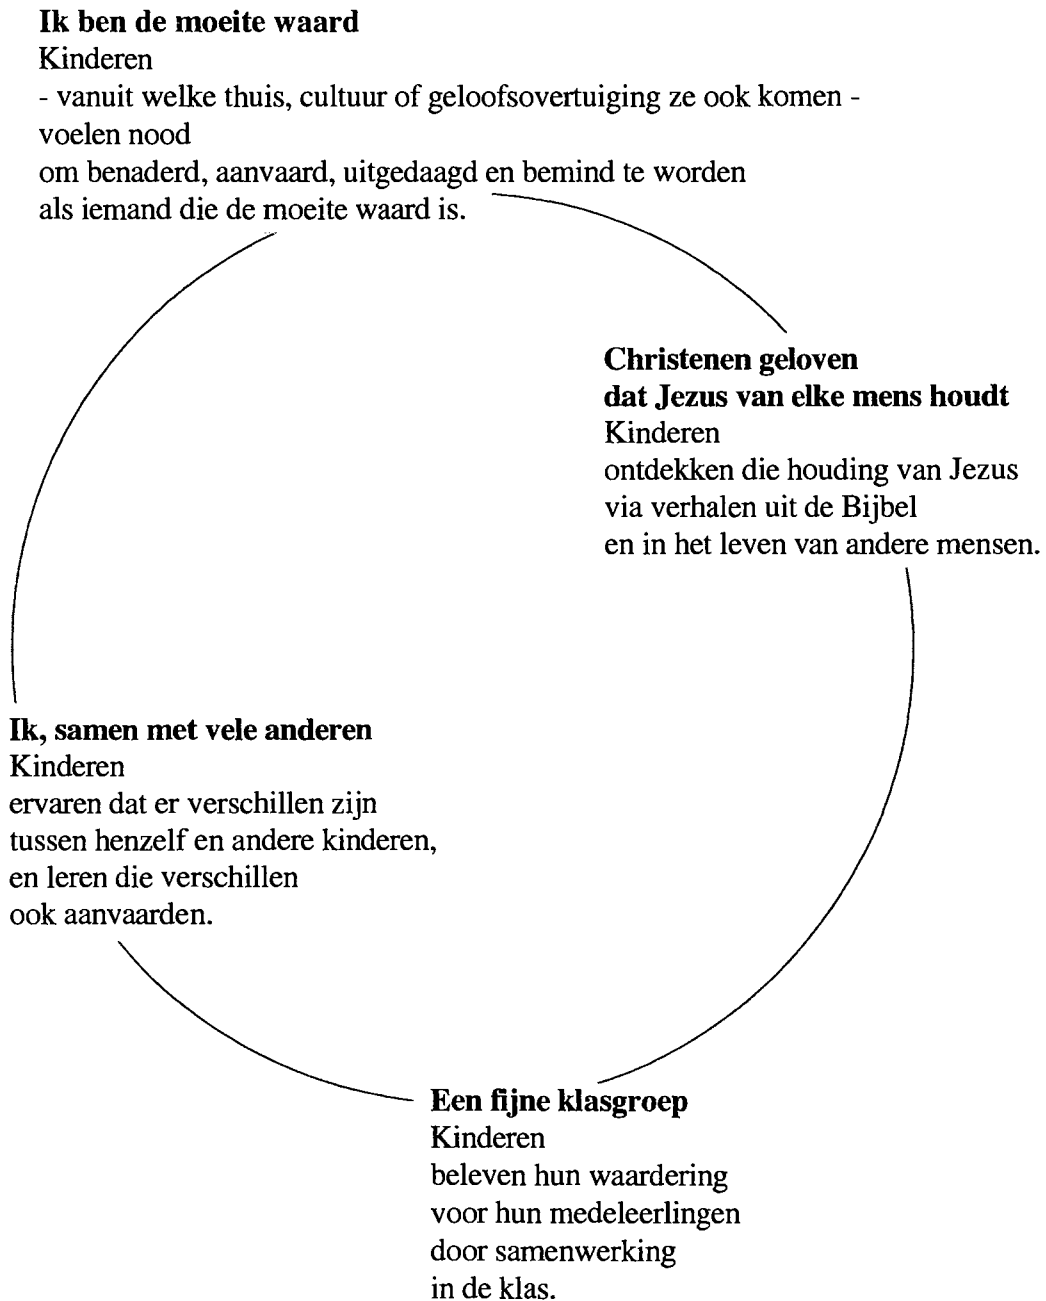 Ik ben de moeite waard
Kinderen
- vanuit welke thuis, cultuur of geloofsovertuiging ze ook komen -
voelen nood
om benaderd, aanvaard, uitgedaagd en bemind te worden
als iemand die de moeite waard is.
Christenen geloven
dat Jezus van elke mens houdt
Kinderen
ontdekken die houding van Jezus
via verhalen uit de Bijbel
en in het leven van andere mensen.
Ik, samen met vele anderen
Kinderen
ervaren dat er verschillen zijn
tussen henzelf en andere kinderen,
en leren die verschillen
ook aanvaarden.
Een fijne klasgroep
Kinderen
beleven hun waardering
voor hun medeleerlingen
door samenwerking
in de klas.